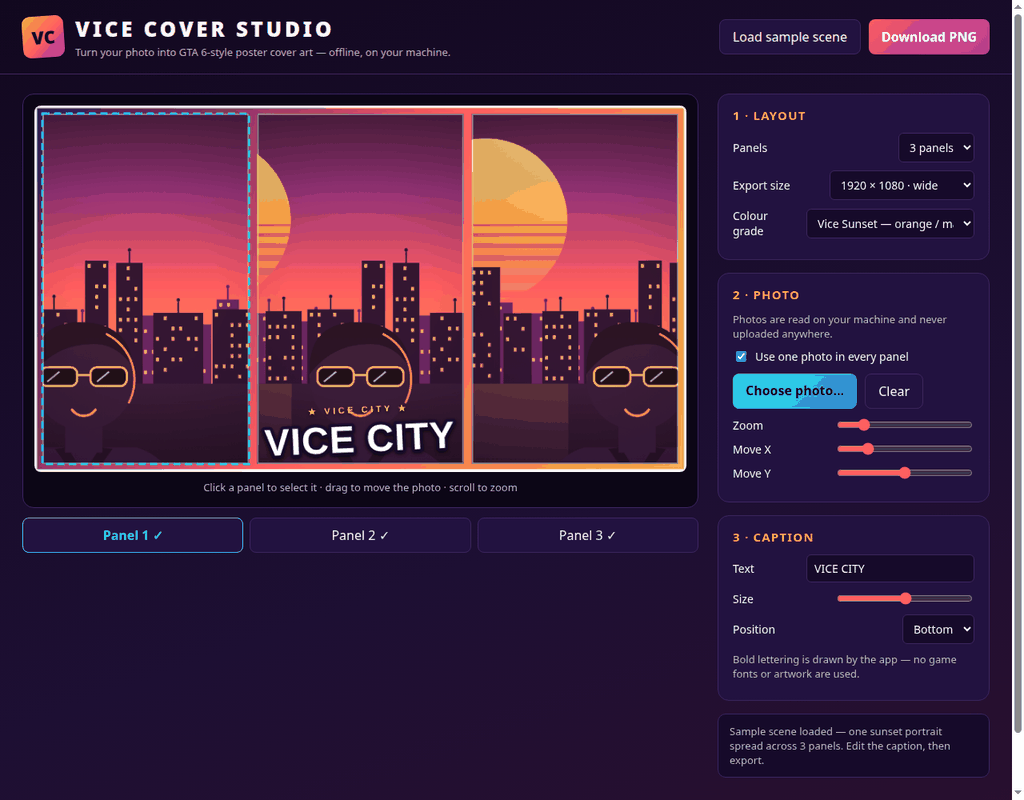 VC
VICE COVER STUDIO
Turn your photo into GTA 6-style poster cover art — offline, on your machine.
Load sample scene
Download PNG
★ VICE CITY ★
VICE CITY
Click a panel to select it · drag to move the photo · scroll to zoom
Panel 1 ✓
Panel 2 ✓
Panel 3 ✓
1 · LAYOUT
Panels
3 panels
Export size
1920 × 1080 · wide
Colour
grade
Vice Sunset — orange / ma
2 · PHOTO
Photos are read on your machine and never
uploaded anywhere.
Use one photo in every panel
Choose photo…
Clear
Zoom
Move X
Move Y
3 · CAPTION
Text
VICE CITY
Size
Position
Bottom
Bold lettering is drawn by the app — no game
fonts or artwork are used.
Sample scene loaded — one sunset portrait
spread across 3 panels. Edit the caption, then
export.